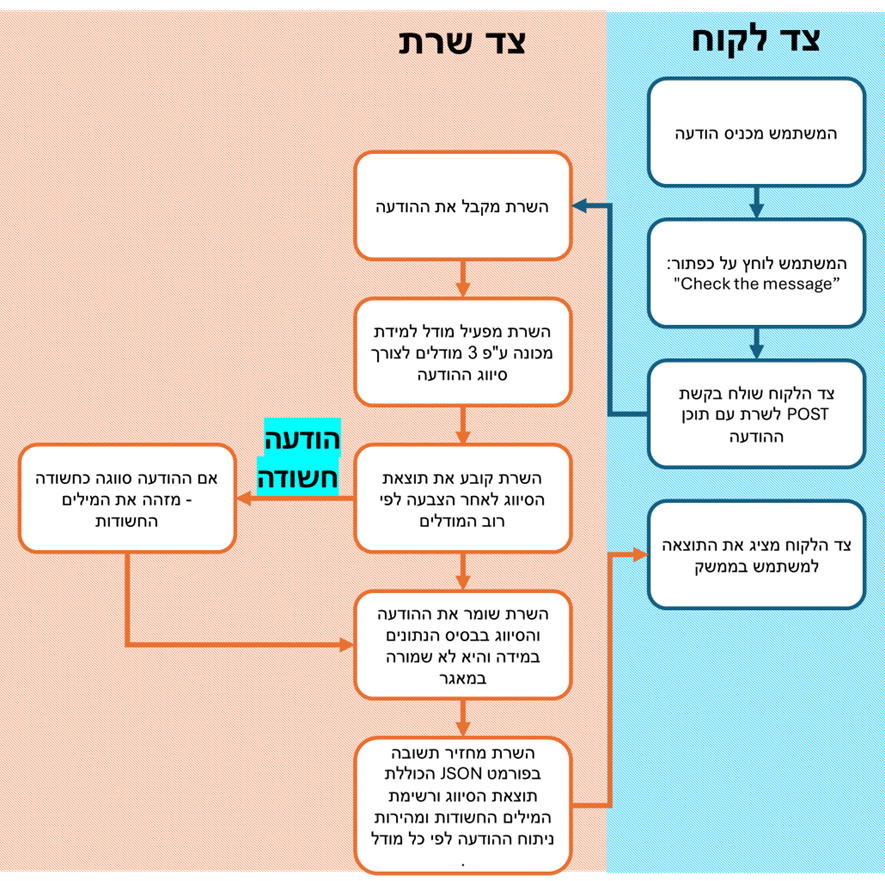 צד לקוח
המשתמש מכניס הודעה
המשתמש לוחץ על כפתור:
"Check the message”
צד הלקוח שולח בקשת
POST לשרת עם תוכן
ההודעה
צד שרת
השרת מקבל את ההודעה
השרת מפעיל מודל למידת
מכונה ע"פ 3 מודלים לצורך
סיווג ההודעה
השרת קובע את תוצאת
הסיווג לאחר הצבעה לפי
רוב המודלים
הודעה
חשודה
אם ההודעה סווגה כחשודה
- מזהה את המילים
החשודות
השרת שומר את ההודעה
והסיווג בבסיס הנתונים
במידה והיא לא שמורה
במאגר
השרת מחזיר תשובה
בפורמט JSON הכוללת
תוצאת הסיווג ורשימת
המילים החשודות ומהירות
ניתוח ההודעה לפי כל מודל
.
צד הלקוח מציג את התוצאה
למשתמש בממשק